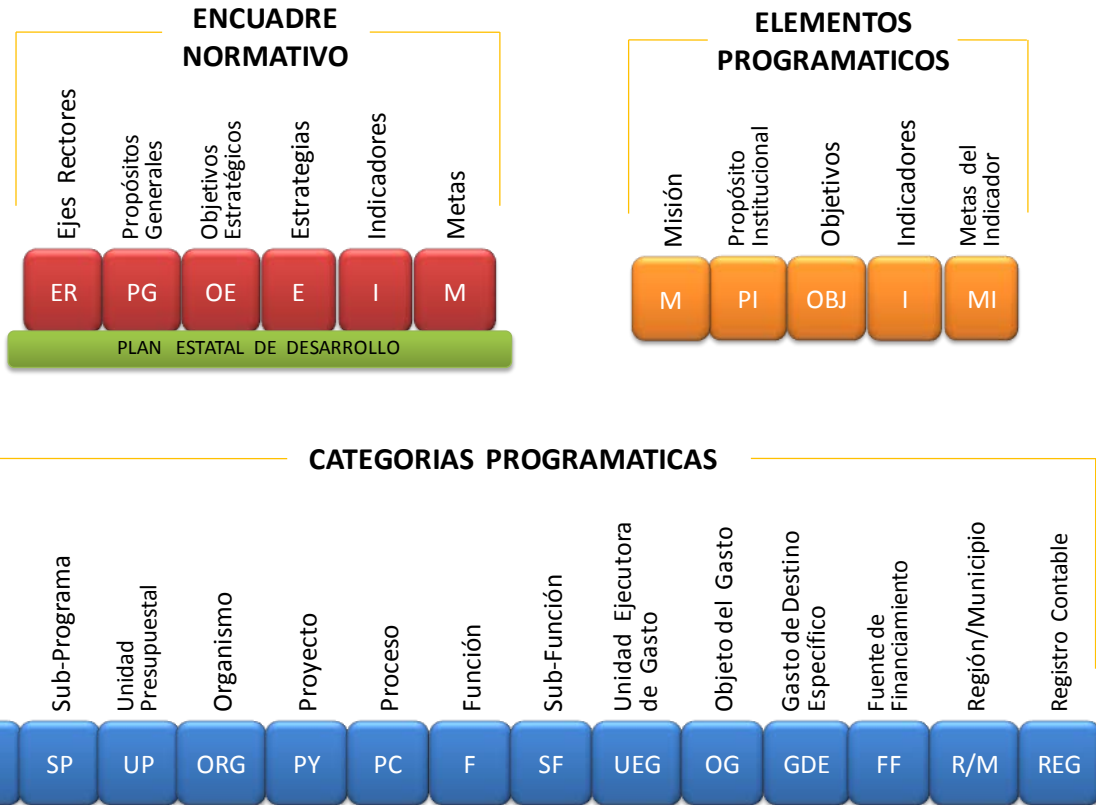 ENCUADRE
NORMATIVO
Ejes Rectores
Propósitos
Generales
Objetivos
Estratégicos
Estrategias
Indicadores
Metas
ER
PG
OE
E
I
M
PLAN ESTATAL DE DESARROLLO
ELEMENTOS
PROGRAMATICOS
Misión
Propósito
Institucional
Objetivos
Indicadores
Metas del
Indicador
M
PI
OBJ
I
MI
CATEGORIAS PROGRAMATICAS
Sub-Programa
Unidad
Presupuestal
Organismo
Proyecto
Proceso
Función
Sub-Función
Unidad Ejecutora
de Gasto
Objeto del Gasto
Gasto de Destino
Específico
Fuente de
Financiamiento
Región/Municipio
Registro Contable
SP
UP
ORG
PY
PC
F
SF
UEG
OG
GDE
FF
R/M
REG